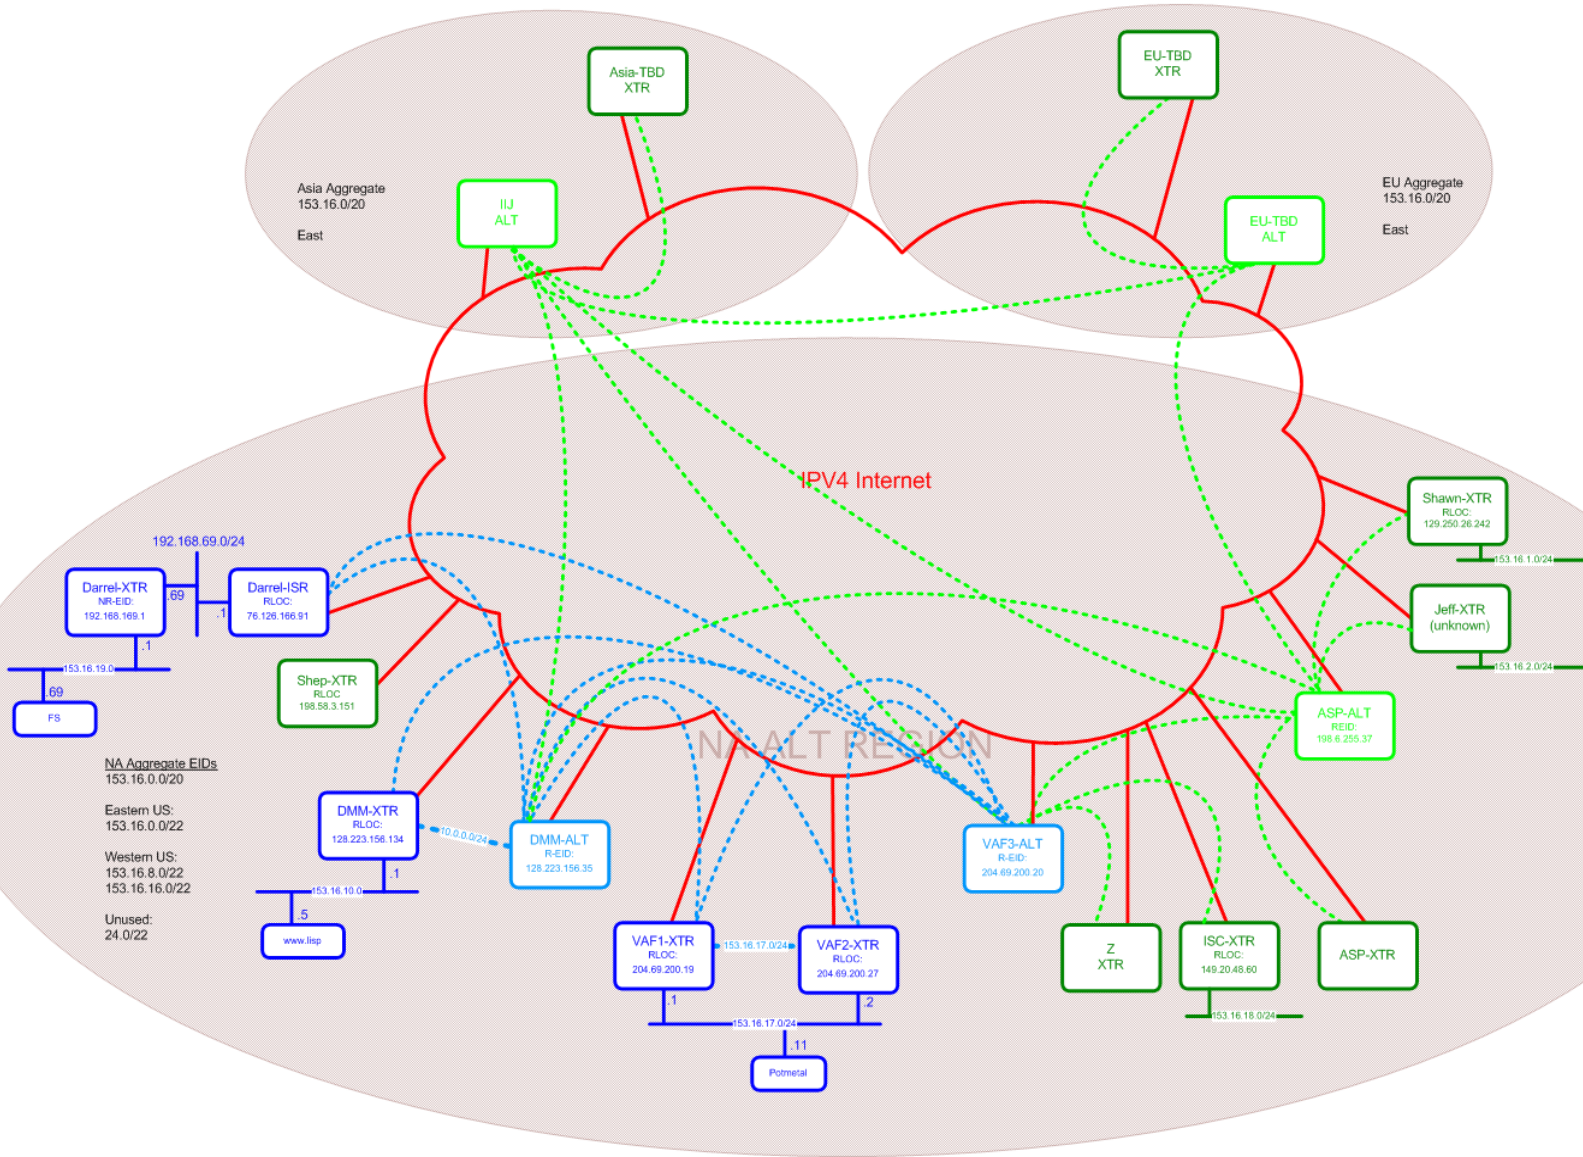 Asia-TBD
XTR
EU-TBD
XTR
Asia Aggregate
153.16.0/20
East
IIJ
ALT
EU-TBD
ALT
EU Aggregate
153.16.0/20
East
IPV4 Internet
Shawn-XTR
RLOC:
129.250.26.242
153.16.1.0/24
192.168.69.0/24
Darrel-XTR
NR-EID:
192.168.169.1
.69
.1
Darrel-ISR
RLOC:
76.126.166.91
.1
153.16.19.0
.69
FS
Jeff-XTR
(unknown)
153.16.2.0/24
Shep-XTR
RLOC
198.58.3.151
ASP-ALT
REID:
198.6.255.37
NA ALT REGION
NA Aggregate EIDs
153.16.0.0/20
Eastern US:
153.16.0.0/22
Western US:
153.16.8.0/22
153.16.16.0/22
Unused:
24.0/22
DMM-XTR
RLOC:
128.223.156.134
10.0.0.0/24
.1
153.16.10.0
.5
www.lisp
DMM-ALT
R-EID:
128.223.156.35
VAF3-ALT
R-EID:
204.69.200.20
VAF1-XTR
RLOC:
204.69.200.19
153.16.17.0/24
VAF2-XTR
RLOC:
204.69.200.27
.1
.2
153.16.17.0/24
.11
Potmetal
Z
XTR
ISC-XTR
RLOC:
149.20.48.60
153.16.18.0/24
ASP-XTR